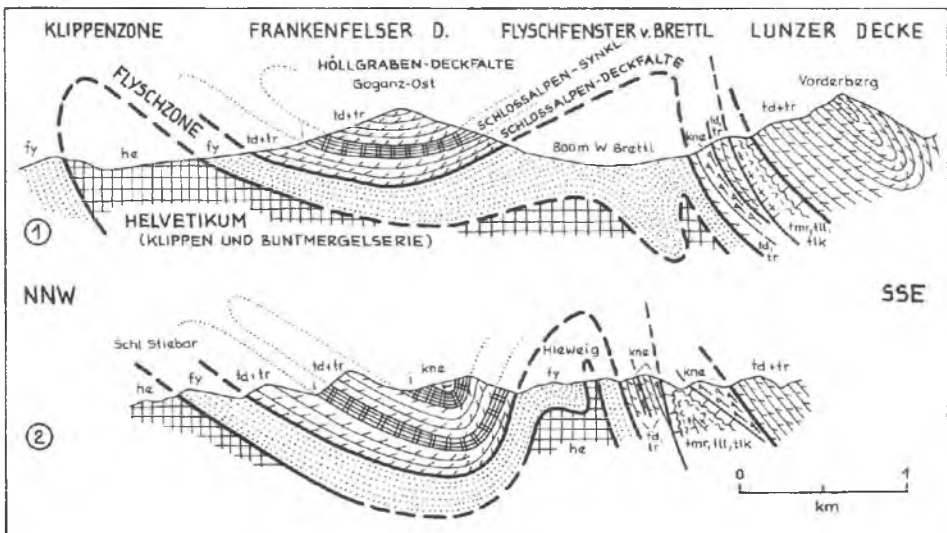 KLIPPENZONE
FRANKENFELSER D.
FLYSCHFENSTER v. BRETTL
LUNZER DECKE
HÖLLGRABEN-DECKFALTE
Goganz-Ost
SCHLOSSALPEN-SYNKL.
SCHLOSSALPEN-DECKFALTE
Vorderberg
FLYSCHZONE
td+tr
td+tr
td+tr
fy
he
fy
td+tr
800m W Brettl
kne
td,
tr
HELVETIKUM
(KLIPPEN UND BUNTMERGELSERIE)
td,
tr
tmr, tll,
tlk
1
NNW
SSE
Schl Stiebar
he
fy
td+tr
td+tr
j
kne
j
Hieweig
fy
kne
kne
td+tr
he
td,
tr
tmr, tll, tlk
2
0
1
km